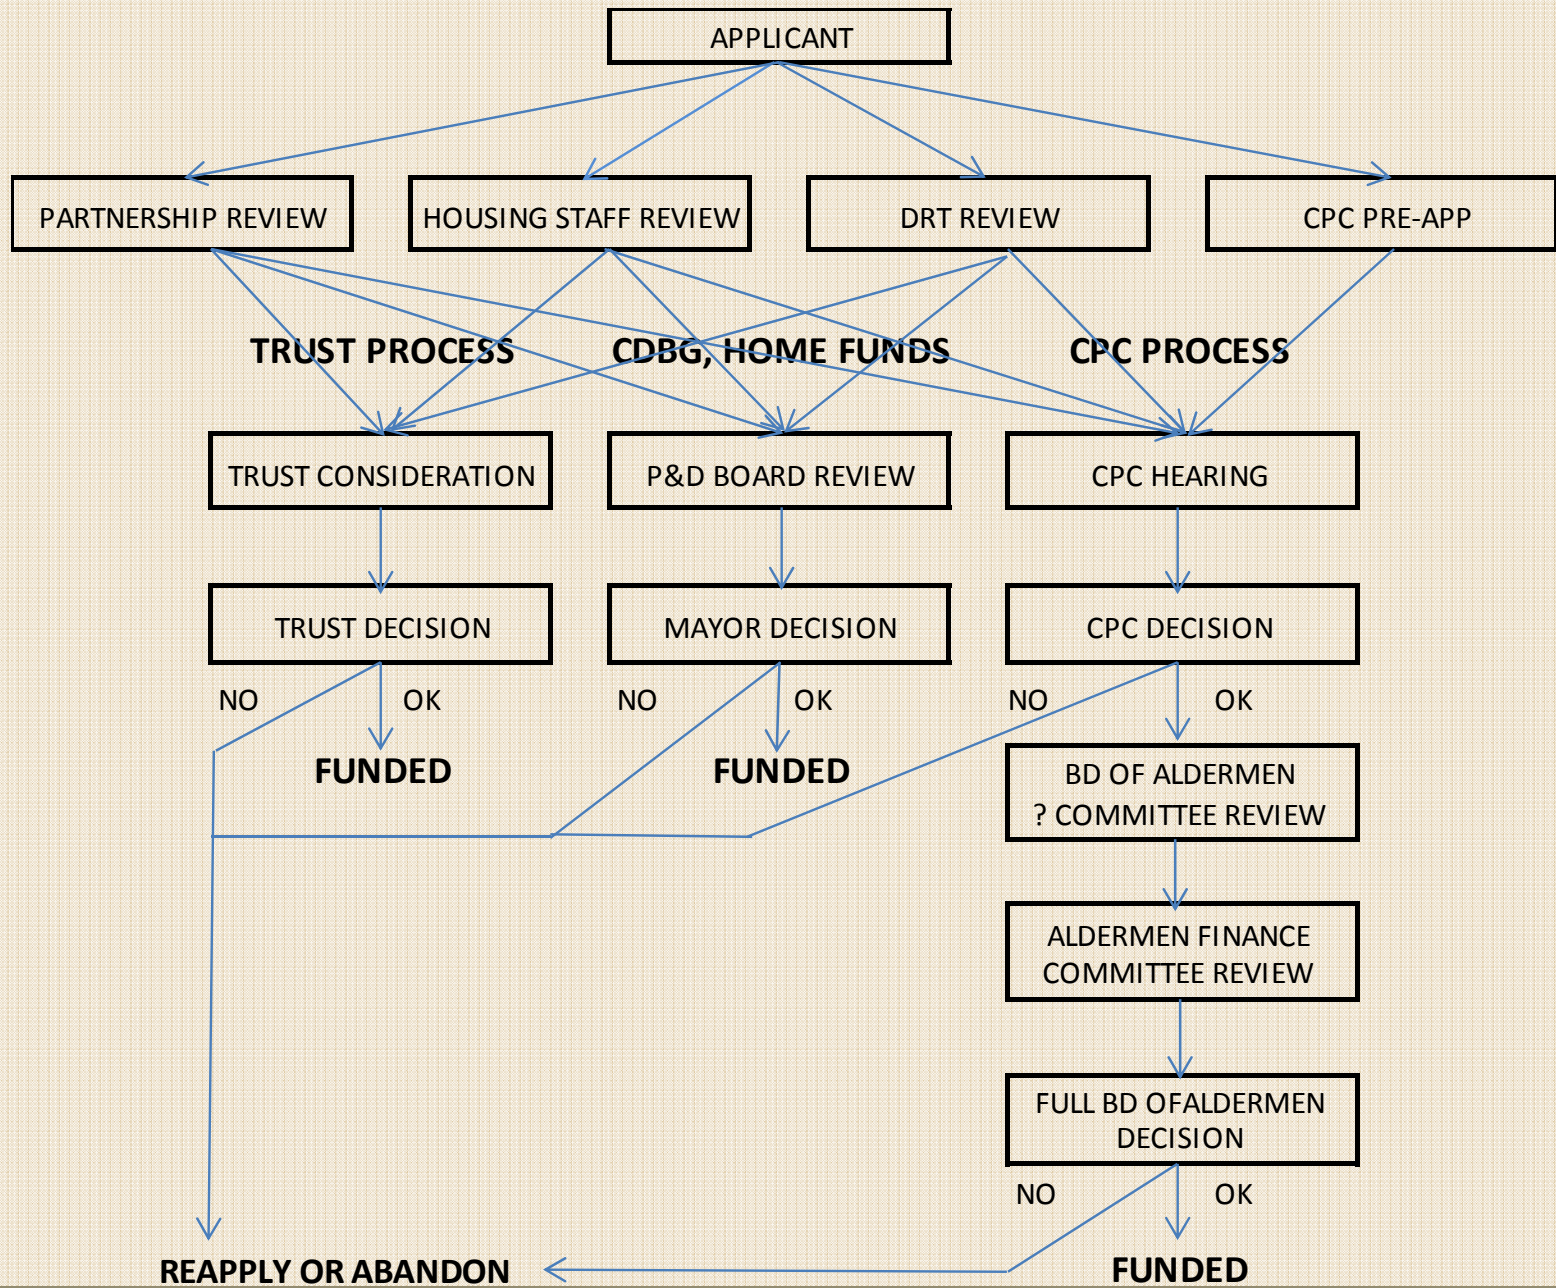 APPLICANT
PARTNERSHIP REVIEW
HOUSING STAFF REVIEW
DRT REVIEW
CPC PRE-APP
TRUST PROCESS
CDBG, HOME FUNDS
CPC PROCESS
TRUST CONSIDERATION
P&D BOARD REVIEW
CPC HEARING
TRUST DECISION
MAYOR DECISION
CPC DECISION
NO
OK
NO
OK
NO
OK
FUNDED
FUNDED
BD OF ALDERMEN
? COMMITTEE REVIEW
ALDERMEN FINANCE
COMMITTEE REVIEW
FULL BD OFALDERMEN
DECISION
NO
OK
REAPPLY OR ABANDON
FUNDED